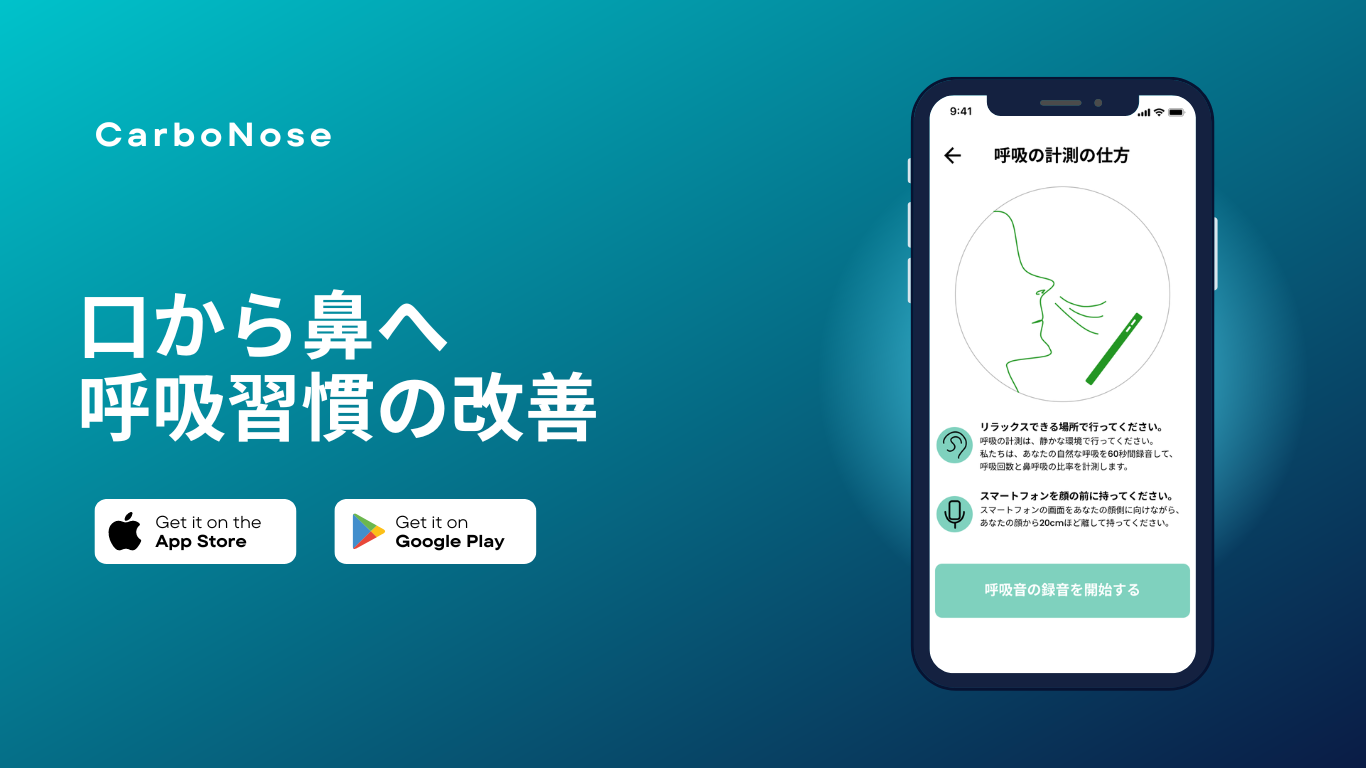 CarboNose
口から鼻へ
呼吸習慣の改善
Get it on the
App Store
Get it on
Google Play
9:41
呼吸の計測の仕方
リラックスできる場所で行ってください。
呼吸の計測は、静かな環境で行ってください。
私たちは、あなたの自然な呼吸を60秒間録音して、
呼吸回数と鼻呼吸の比率を計測します。
スマートフォンを顔の前に持ってください。
スマートフォンの画面をあなたの顔側に向けながら、
あなたの顔から20cmほど離して持ってください。
呼吸音の録音を開始する